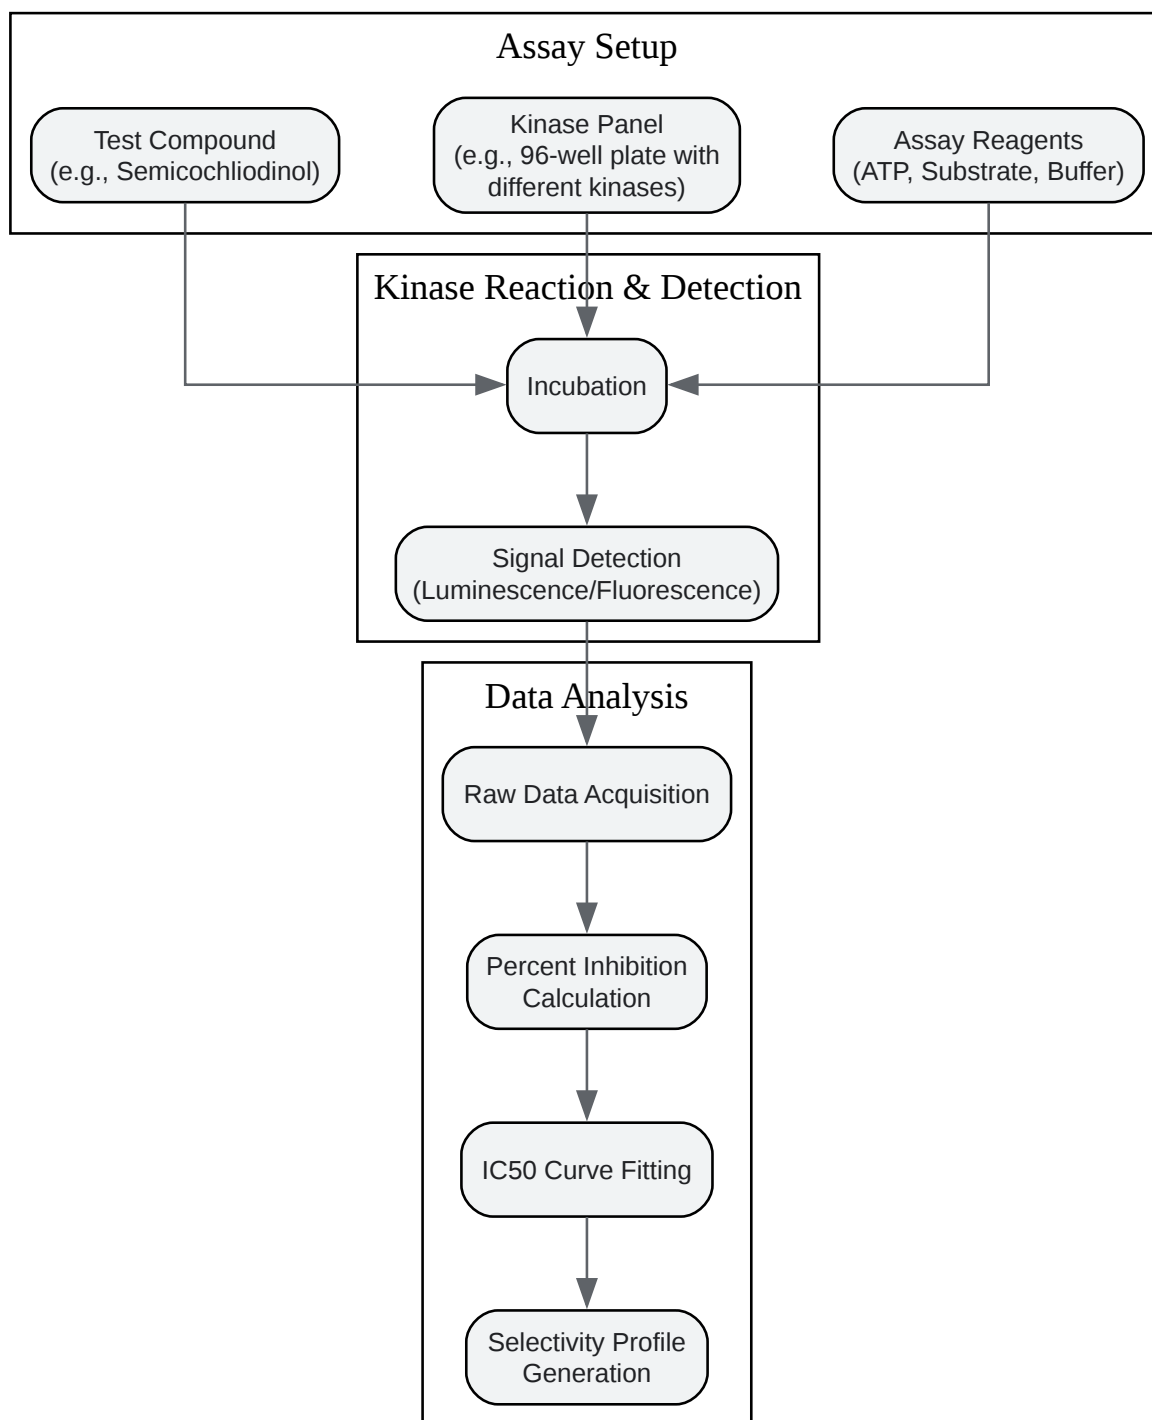 Assay Setup
Test Compound
(e.g., Semicochliodinol)
Kinase Panel
(e.g., 96-well plate with
different kinases)
Assay Reagents
(ATP, Substrate, Buffer)
Kinase Reaction & Detection
Incubation
Signal Detection
(Luminescence/Fluorescence)
Data Analysis
Raw Data Acquisition
Percent Inhibition
Calculation
IC50 Curve Fitting
Selectivity Profile
Generation